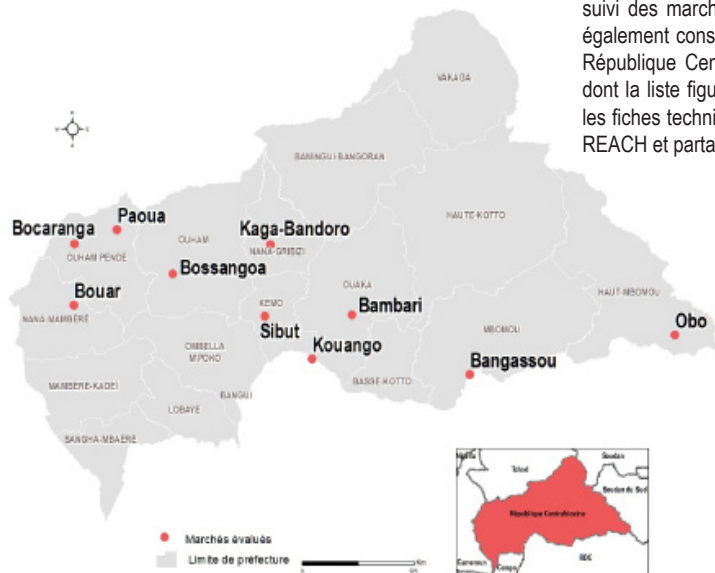 suivi des march
également cons
République Cer
dont la liste figu
les fiches techni
REACH et parta
VAKAGA
BAMINGUI-BANGORAN
HAUTE-KOTTO
Bocaranga
Paoua
Kaga-Bandoro
OUHAM
OUHAM PENDE
NANA-GRIBIZI
Bossangoa
OUAKA
HAUT-MBOMOU
Bouar
KEMO
Bambari
NANA-MAMBÉRÉ
Sibut
MBOMOU
Obo
OMBELLA
M'POKO
Kouango
Bangassou
BASSE-KOTTO
MAMBERE-KADEI
BANGUI
LOBAYE
SANGHA-MBAERE
Marchés évalués
Limite de préfecture
Km
Tchad
Soudan
Soudan du Sud
République Centrafricaine
Cameroun
Congo
RDC